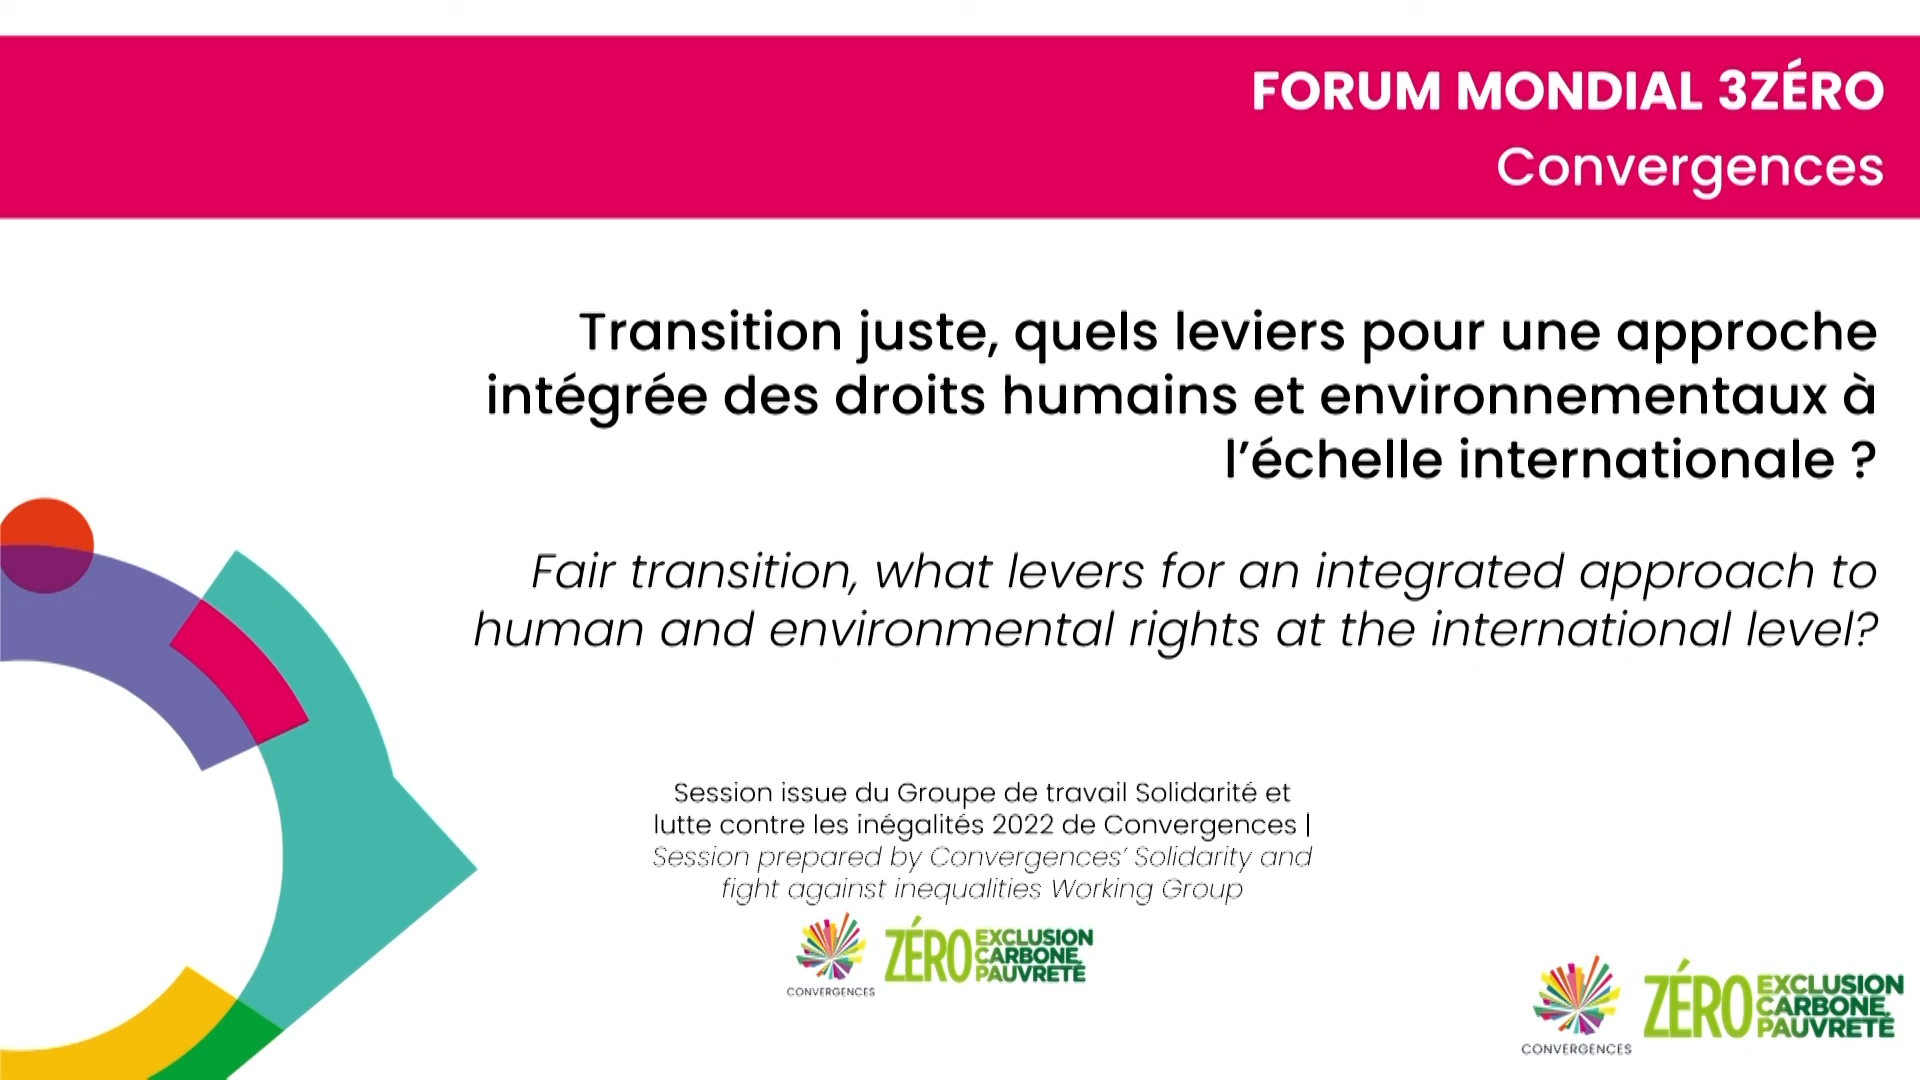 FORUM MONDIAL 3ZÉRO
Convergences
Transition juste, quels leviers pour une approche
intégrée des droits humains et environnementaux à
l’échelle internationale ?
Fair transition, what levers for an integrated approach to
human and environmental rights at the international level?
Session issue du Groupe de travail Solidarité et
lutte contre les inégalités 2022 de Convergences |
Session prepared by Convergences’ Solidarity and
fight against inequalities Working Group
CONVERGENCES
ZÉRO EXCLUSION
CARBONE
PAUVRETÉ
CONVERGENCES
ZÉRO EXCLUSION
CARBONE
PAUVRETÉ